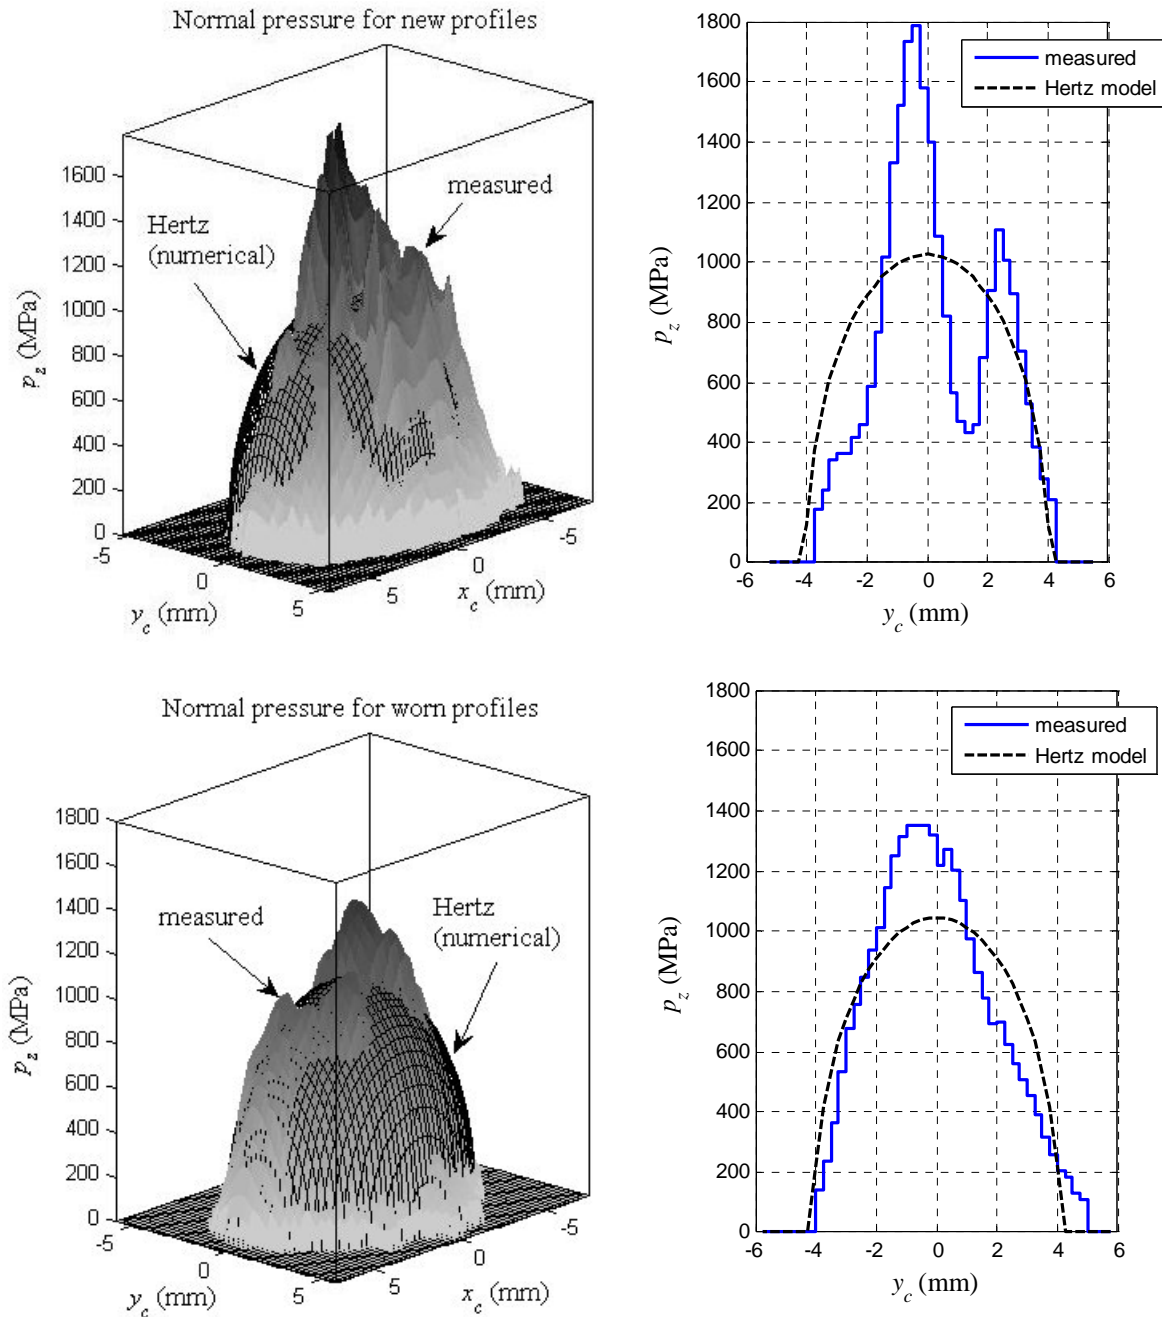 Normal pressure for new profiles
1600
1400
1200
1000
800
600
400
200
0
p_z (MPa)
Hertz
(numerical)
measured
-5
0
5
y_c (mm)
5
0
-5
x_c (mm)
1800
1600
1400
1200
1000
800
600
400
200
0
p_z (MPa)
measured
Hertz model
-6 -4 -2 0 2 4 6
y_c (mm)
Normal pressure for worn profiles
1800
1600
1400
1200
1000
800
600
400
200
0
p_z (MPa)
measured
Hertz
(numerical)
-5
0
5
y_c (mm)
5
0
-5
x_c (mm)
1800
1600
1400
1200
1000
800
600
400
200
0
p_z (MPa)
measured
Hertz model
-6 -4 -2 0 2 4 6
y_c (mm)